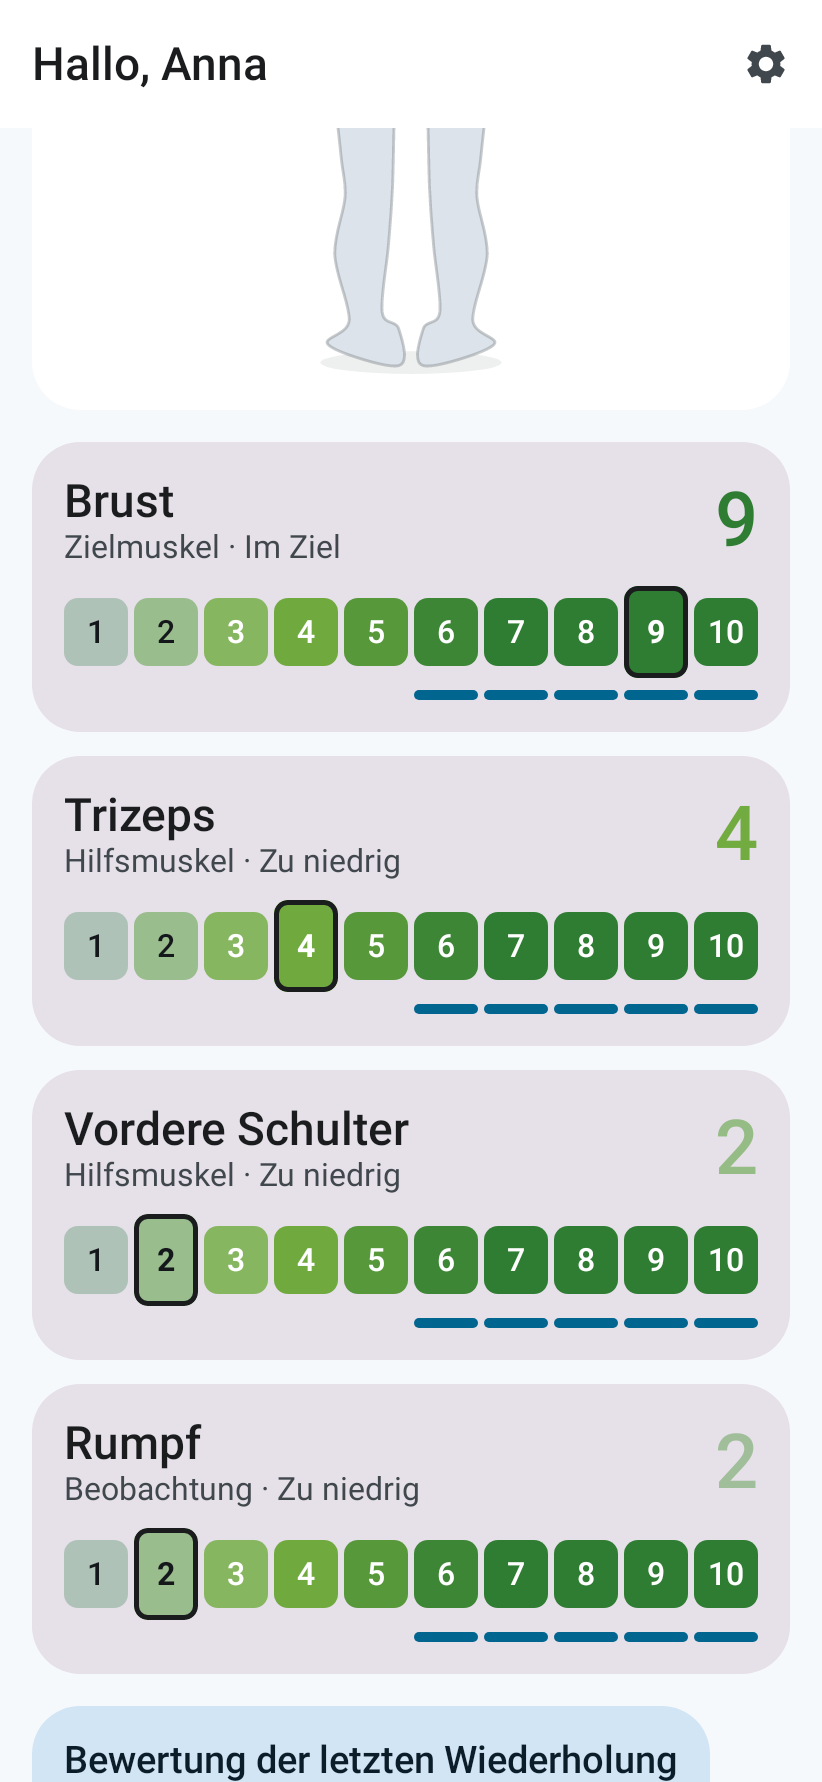 Hallo, Anna
Brust
Zielmuskel · Im Ziel
9
1 2 3 4 5 6 7 8 9 10
Trizeps
Hilfsmuskel · Zu niedrig
4
1 2 3 4 5 6 7 8 9 10
Vordere Schulter
Hilfsmuskel · Zu niedrig
2
1 2 3 4 5 6 7 8 9 10
Rumpf
Beobachtung · Zu niedrig
2
1 2 3 4 5 6 7 8 9 10
Bewertung der letzten Wiederholung